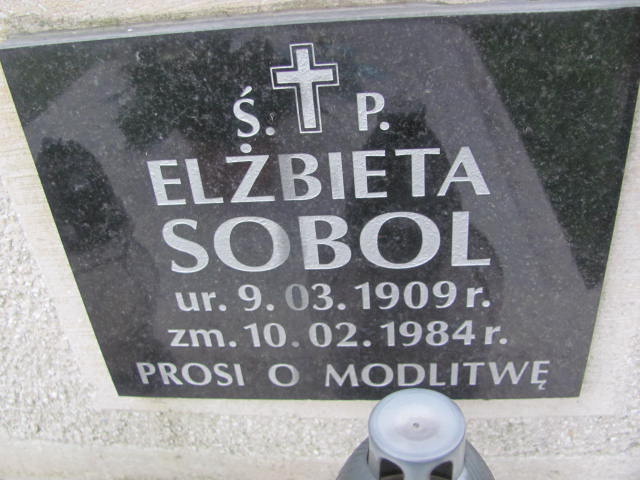 Ś. P.
ELŻBIETA
SOBOL
ur. 9. 03. 1909 r.
zm. 10. 02. 1984 r.
PROSI O MODLITWĘ